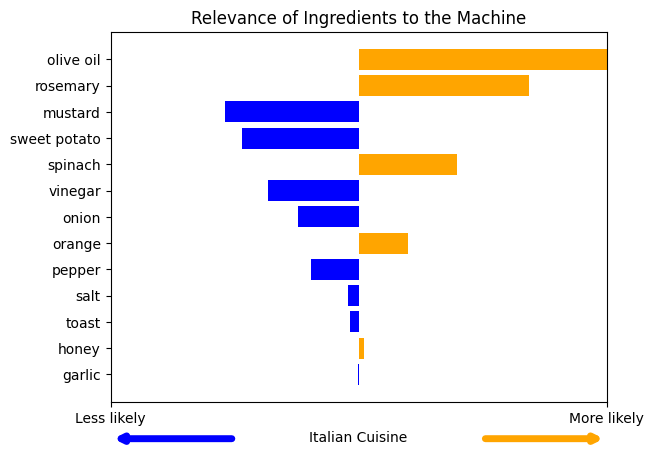 Relevance of Ingredients to the Machine
olive oil
rosemary
mustard
sweet potato
spinach
vinegar
onion
orange
pepper
salt
toast
honey
garlic
Less likely
More likely
Italian Cuisine